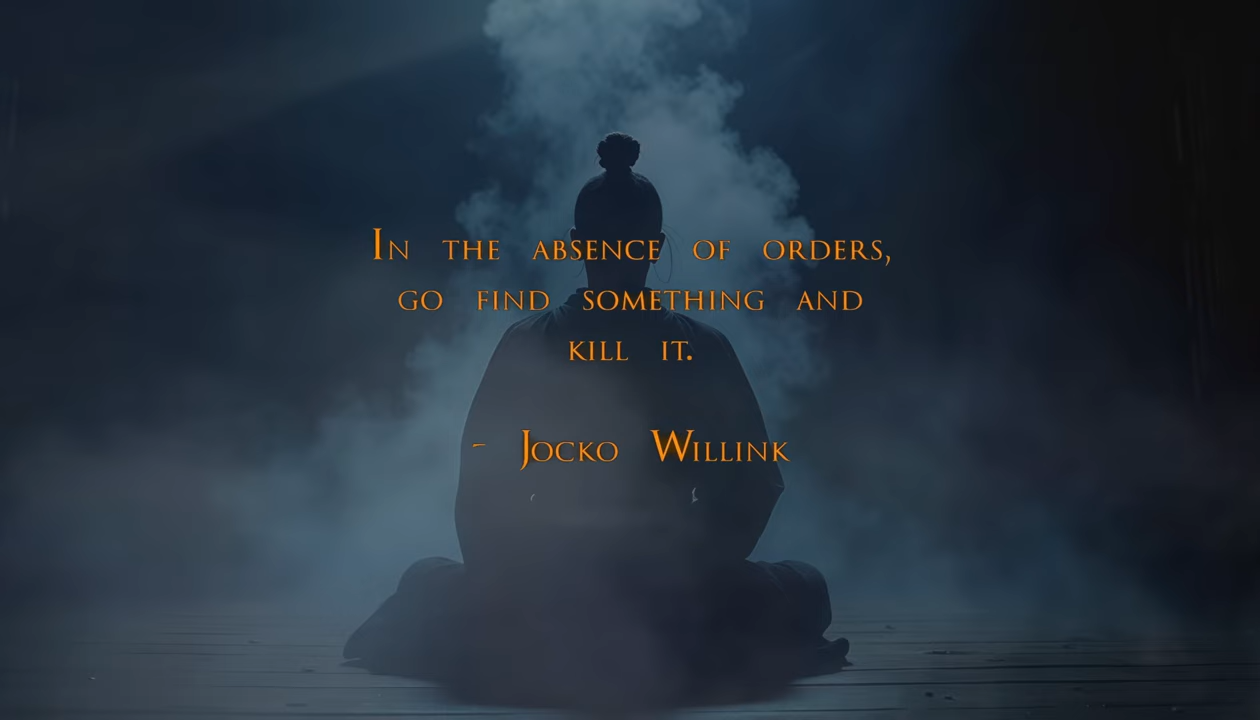 In the absence of orders,
go find something and
kill it.
- Jocko Willink